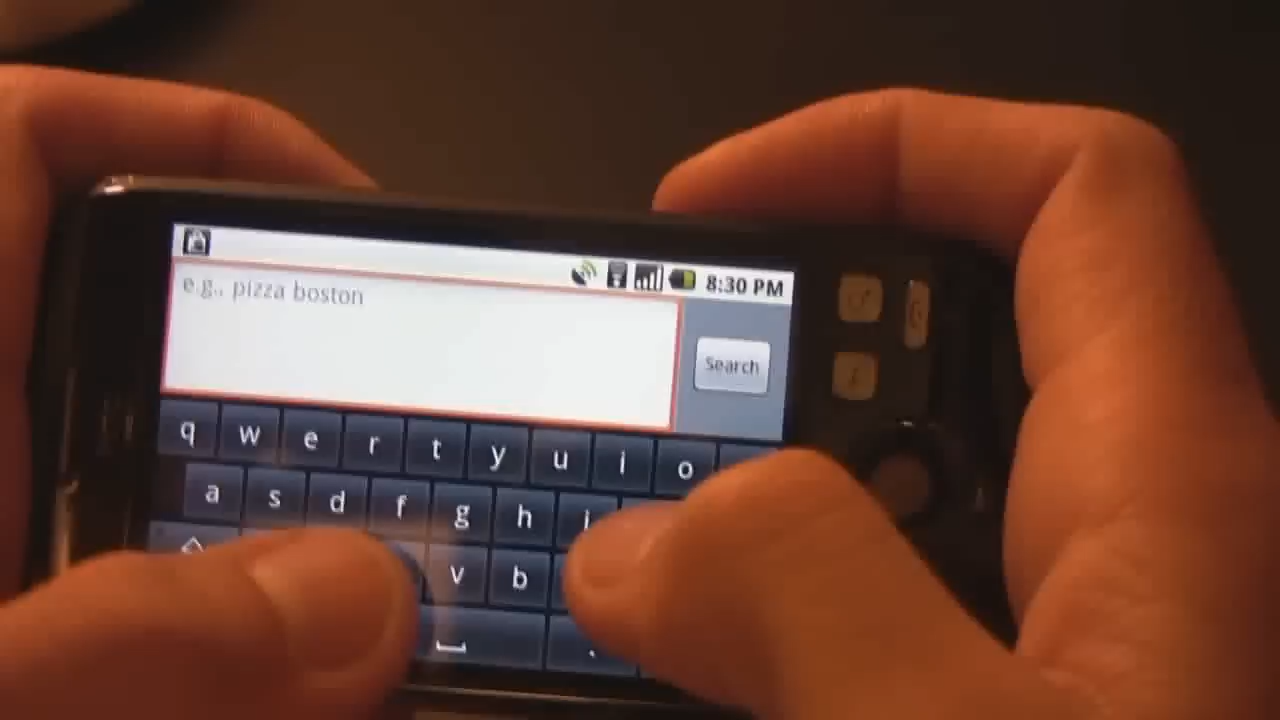 8:30 PM
e.g., pizza boston
Search
q w e r t y u i o
a s d f g h j
v b
.